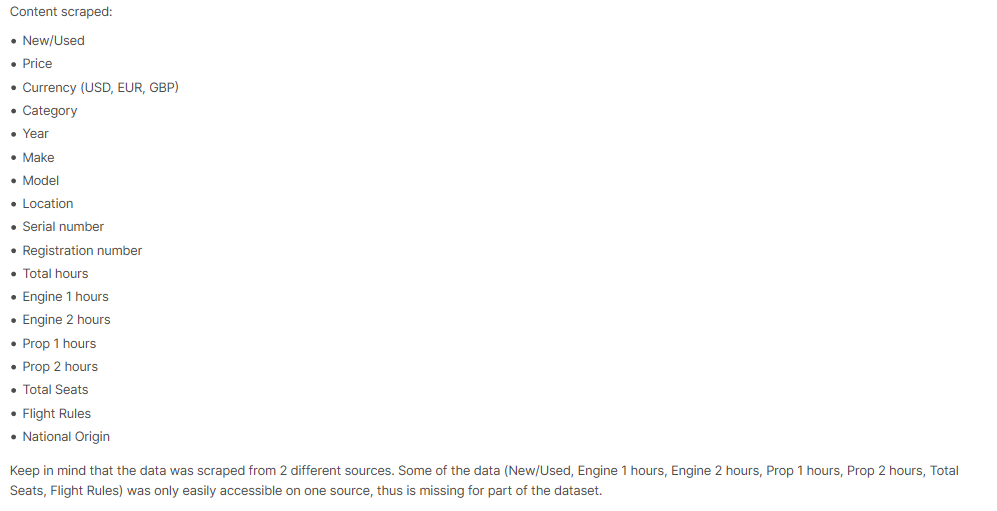 Content scraped:
• New/Used
• Price
• Currency (USD, EUR, GBP)
• Category
• Year
• Make
• Model
• Location
• Serial number
• Registration number
• Total hours
• Engine 1 hours
• Engine 2 hours
• Prop 1 hours
• Prop 2 hours
• Total Seats
• Flight Rules
• National Origin
Keep in mind that the data was scraped from 2 different sources. Some of the data (New/Used, Engine 1 hours, Engine 2 hours, Prop 1 hours, Prop 2 hours, Total
Seats, Flight Rules) was only easily accessible on one source, thus is missing for part of the dataset.